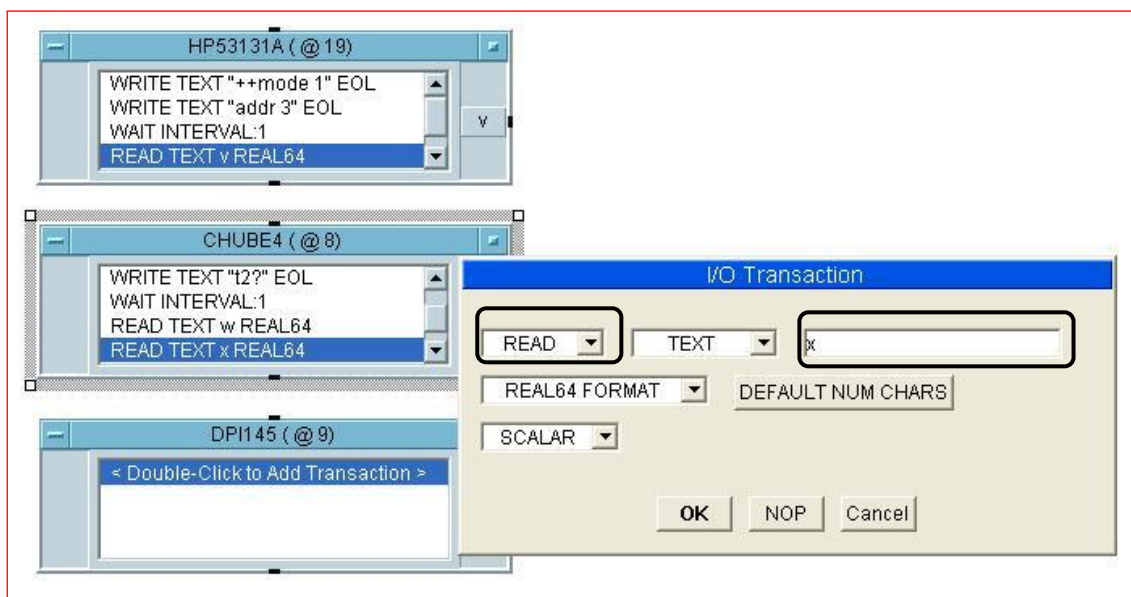 HP53131A ( @ 19)
WRITE TEXT "++mode 1" EOL
WRITE TEXT "addr 3" EOL
WAIT INTERVAL:1
READ TEXT v REAL64
v
CHUBE4 ( @ 8)
WRITE TEXT "t2?" EOL
WAIT INTERVAL:1
READ TEXT w REAL64
READ TEXT x REAL64
I/O Transaction
READ TEXT x
REAL64 FORMAT DEFAULT NUM CHARS
SCALAR
OK NOP Cancel
DPI145 ( @ 9)
< Double-Click to Add Transaction >